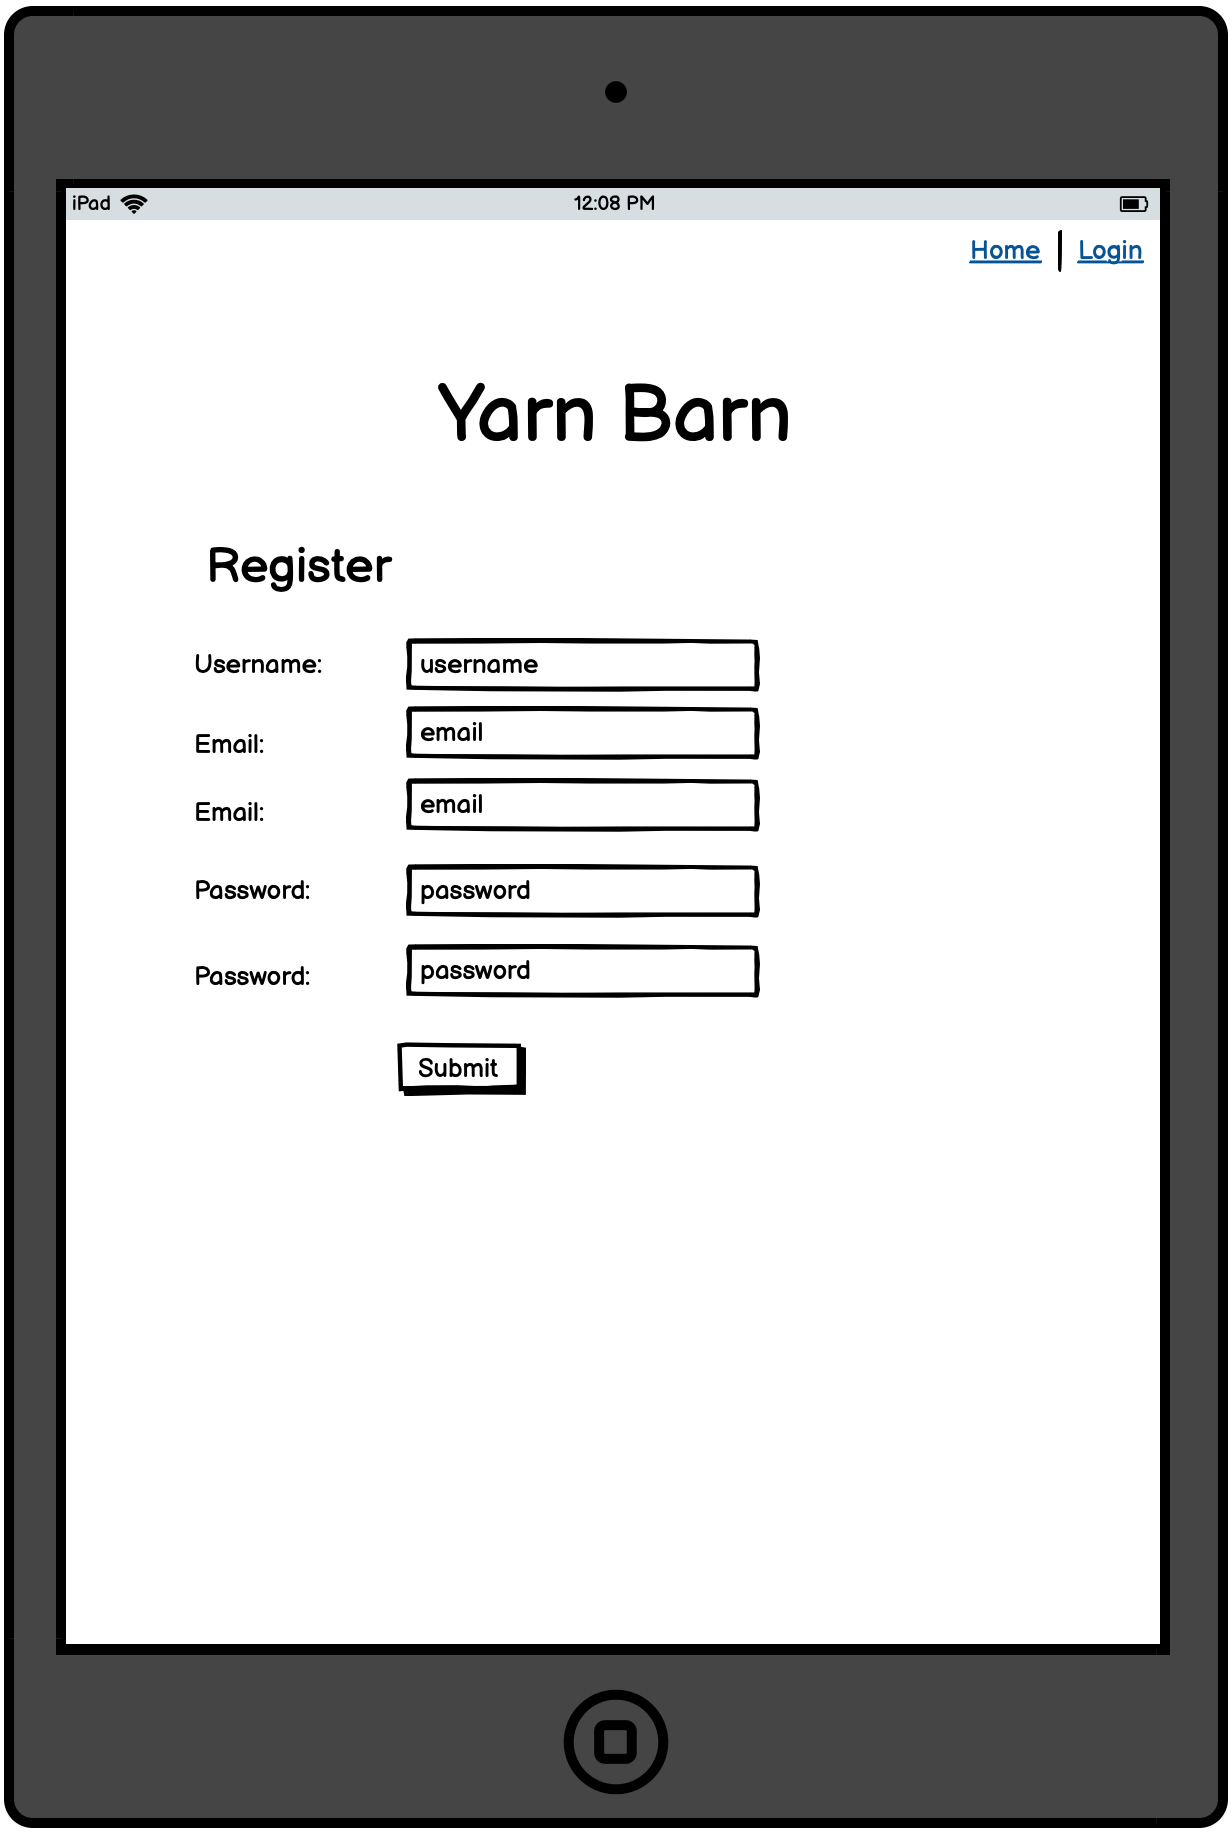 iPad 12:08 PM
Home | Login
Yarn Barn
Register
Username: username
Email: email
Email: email
Password: password
Password: password
Submit